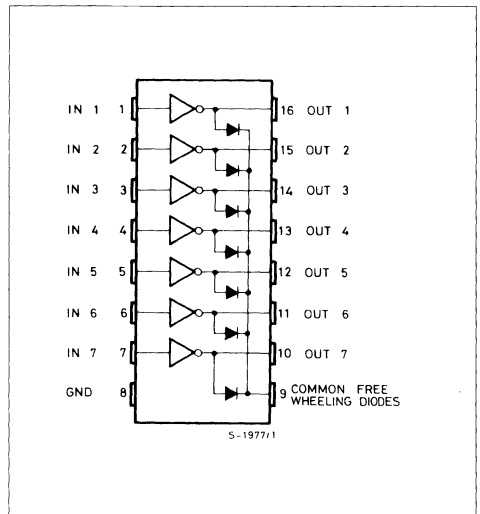 IN 1 1 16 OUT 1
IN 2 2 15 OUT 2
IN 3 3 14 OUT 3
IN 4 4 13 OUT 4
IN 5 5 12 OUT 5
IN 6 6 11 OUT 6
IN 7 7 10 OUT 7
GND 8 9 COMMON FREE
WHEELING DIODES
S-1977/1